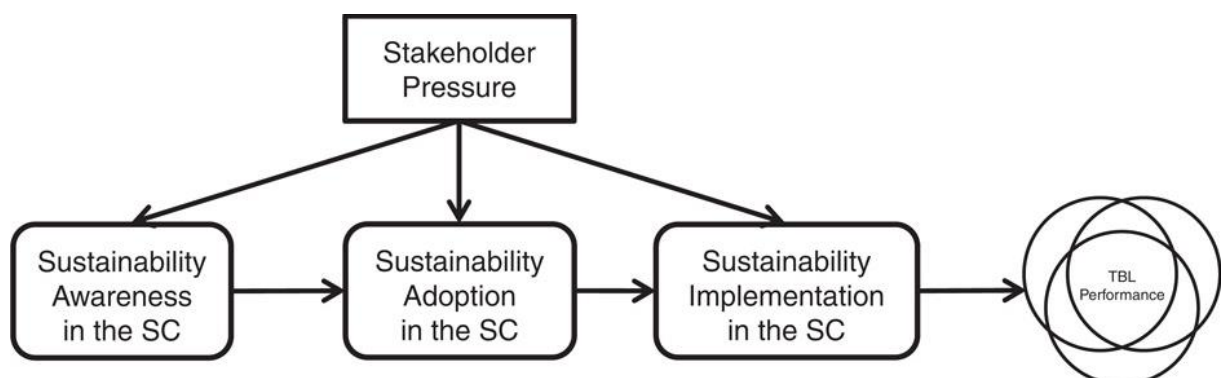 Stakeholder
Pressure
Sustainability
Awareness
in the SC
Sustainability
Adoption
in the SC
Sustainability
Implementation
in the SC
TBL
Performance